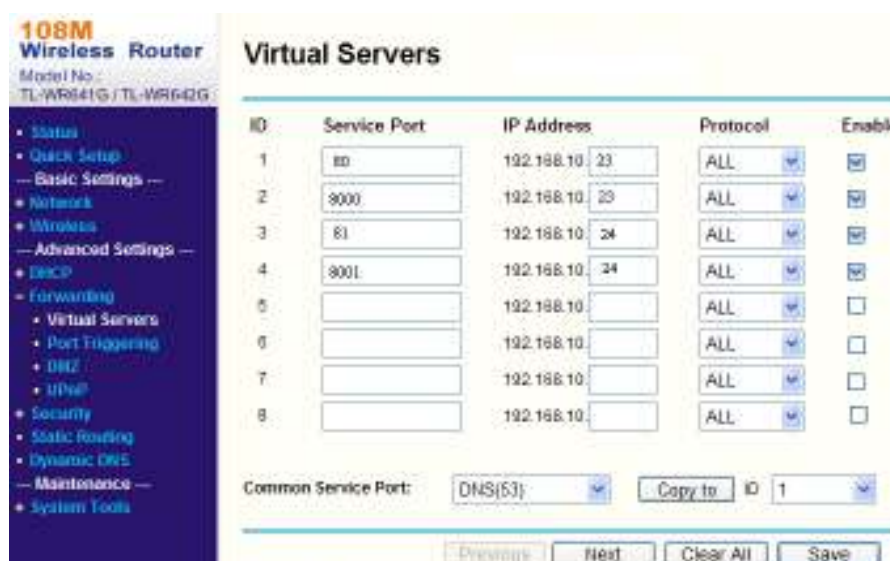 108M
Wireless Router
Model No.:
TL-WR641G / TL-WR642G
Virtual Servers
• Status
• Quick Setup
--- Basic Settings ---
Network
• Wireless
--- Advanced Settings ---
DHCP
Forwarding
• Virtual Servers
• Port Triggering
• DMZ
• UPnP
Security
• Static Routing
• Dynamic DNS
--- Maintenance ---
System Tools
ID Service Port IP Address Protocol Enable
1 80 192.168.10. 23 ALL
2 9000 192.168.10. 23 ALL
3 81 192.168.10. 24 ALL
4 9001 192.168.10. 24 ALL
5 192.168.10. ALL
6 192.168.10. ALL
7 192.168.10. ALL
8 192.168.10. ALL
Common Service Port: DNS(53) Copy to ID 1
Previous Next Clear All Save